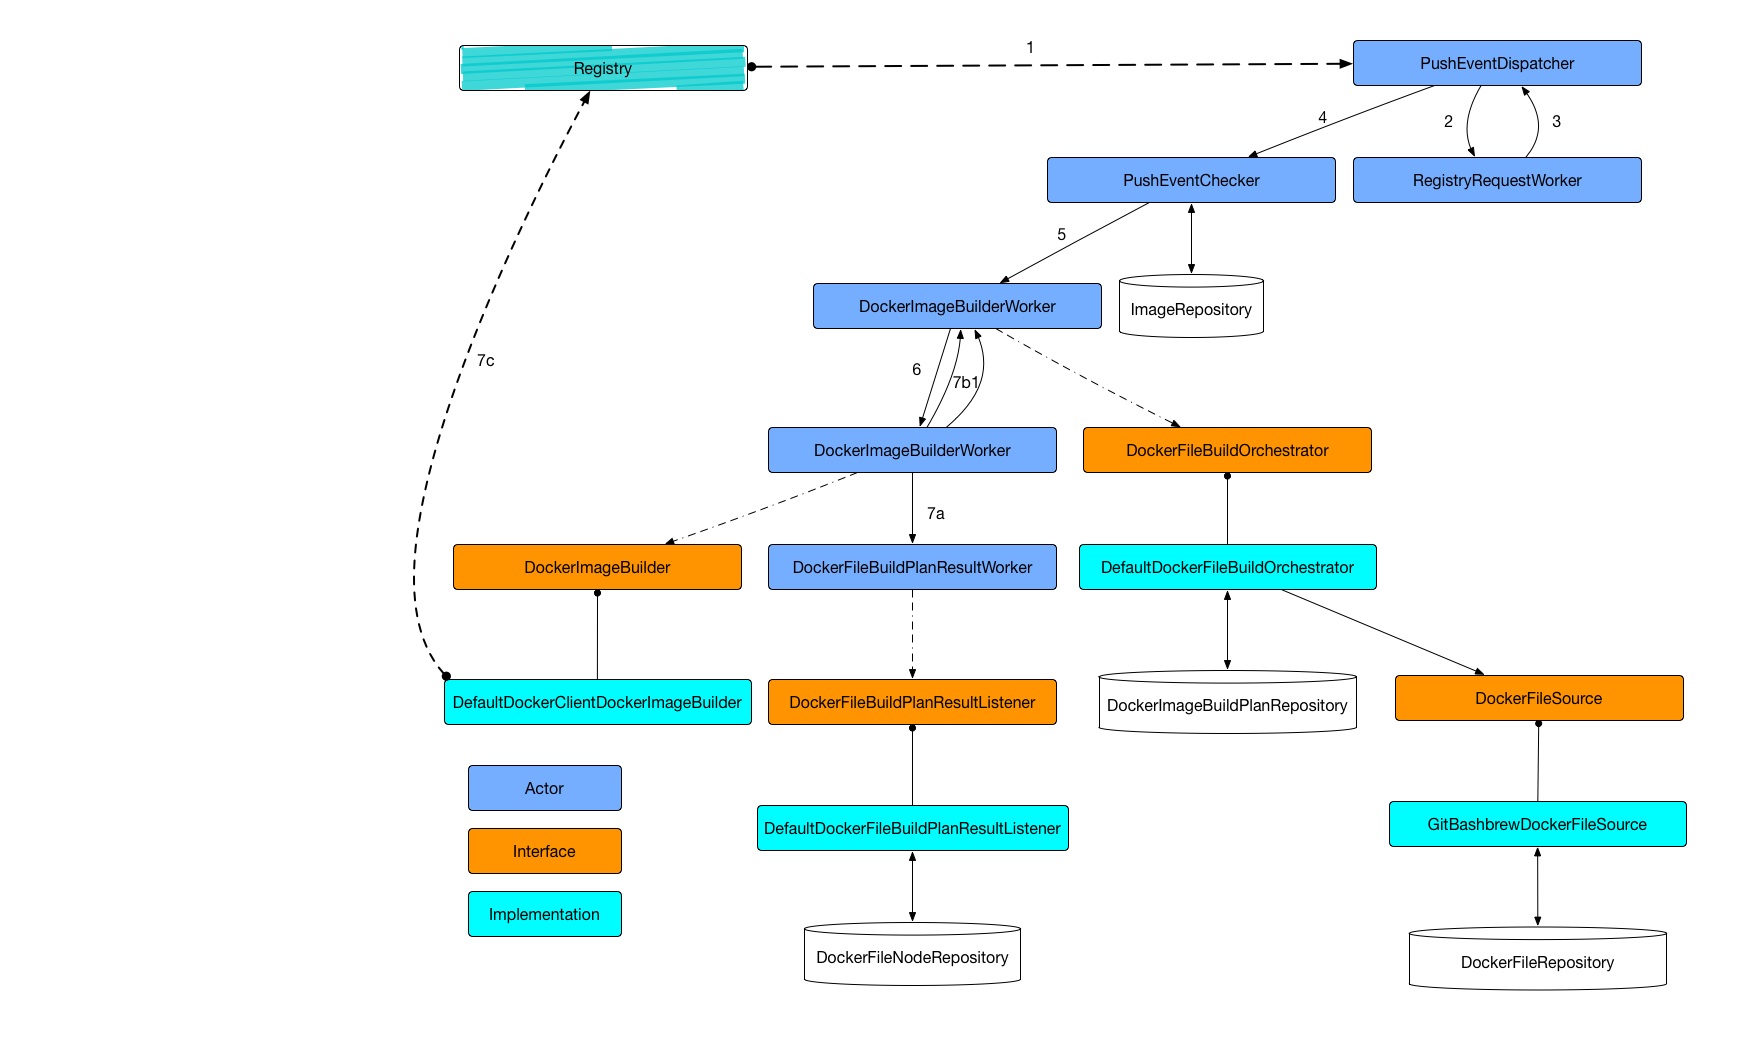 1
Registry
PushEventDispatcher
4
2
3
PushEventChecker
RegistryRequestWorker
5
DockerImageBuilderWorker
ImageRepository
7c
6
7b1
DockerImageBuilderWorker
DockerFileBuildOrchestrator
7a
DockerImageBuilder
DockerFileBuildPlanResultWorker
DefaultDockerFileBuildOrchestrator
DefaultDockerClientDockerImageBuilder
DockerFileBuildPlanResultListener
DockerImageBuildPlanRepository
DockerFileSource
Actor
DefaultDockerFileBuildPlanResultListener
GitBashbrewDockerFileSource
Interface
Implementation
DockerFileNodeRepository
DockerFileRepository